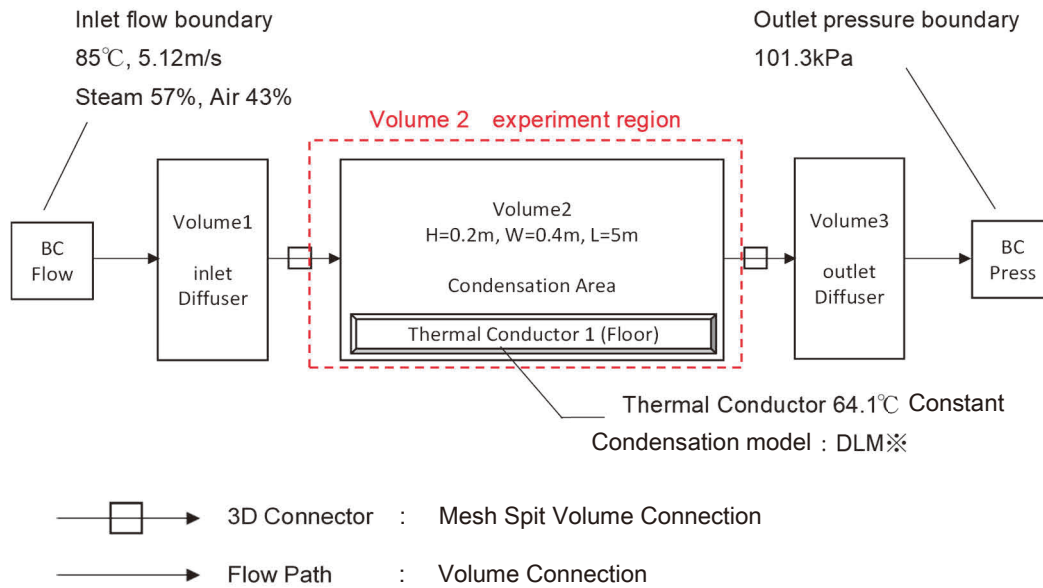 Inlet flow boundary
85℃, 5.12m/s
Steam 57%, Air 43%
Outlet pressure boundary
101.3kPa
Volume 2 experiment region
BC
Flow
Volume1
inlet
Diffuser
Volume2
H=0.2m, W=0.4m, L=5m
Condensation Area
Thermal Conductor 1 (Floor)
Volume3
outlet
Diffuser
BC
Press
Thermal Conductor 64.1℃ Constant
Condensation model : DLM※
3D Connector : Mesh Spit Volume Connection
Flow Path : Volume Connection